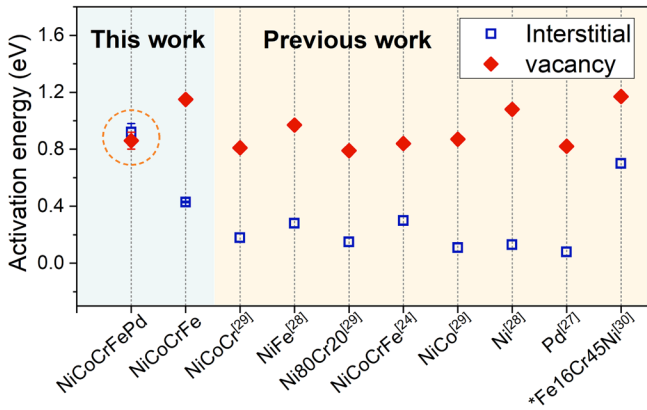 This work
Previous work
Interstitial
vacancy
Activation energy (eV)
1.6
1.2
0.8
0.4
0.0
NiCoCrFePd
NiCoCrFe
NiCoCr[29]
NiFe[28]
Ni80Cr20[29]
NiCoCrFe[24]
NiCo[29]
Ni[28]
Pd[27]
*Fe16Cr45Ni[30]